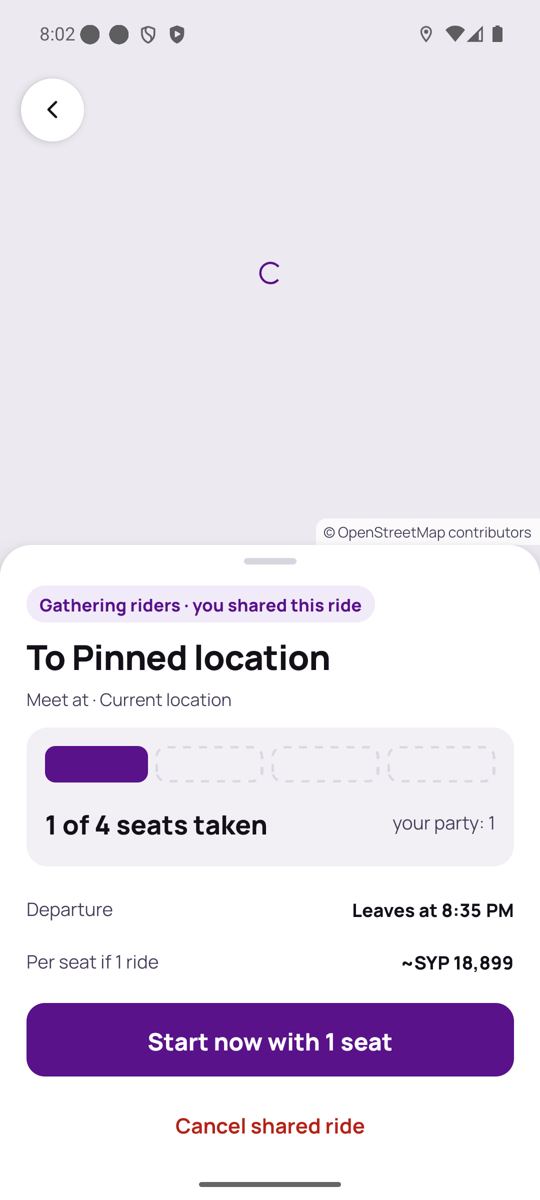 8:02
© OpenStreetMap contributors
Gathering riders · you shared this ride
To Pinned location
Meet at · Current location
1 of 4 seats taken
your party: 1
Departure
Leaves at 8:35 PM
Per seat if 1 ride
~SYP 18,899
Start now with 1 seat
Cancel shared ride